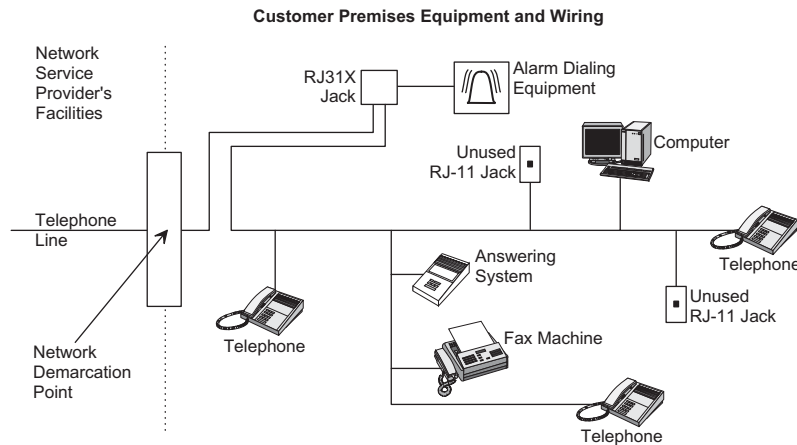 Customer Premises Equipment and Wiring
Network
Service
Provider's
Facilities
RJ31X
Jack
Alarm Dialing
Equipment
Unused
RJ-11 Jack
Computer
Telephone
Line
Telephone
Answering
System
Telephone
Unused
RJ-11 Jack
Fax Machine
Network
Demarcation
Point
Telephone